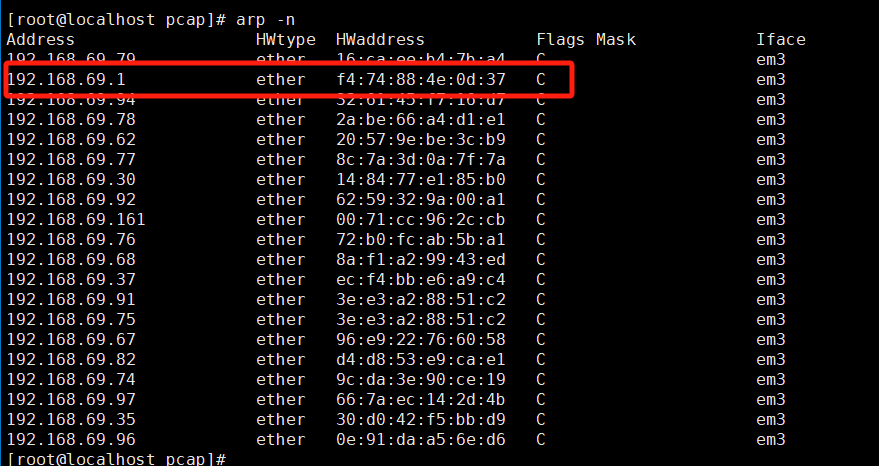 [root@localhost pcap]# arp -n
Address HWtype HWaddress Flags Mask Iface
192.168.69.79 ether 16:ca:ee:b4:7b:a4 C em3
192.168.69.1 ether f4:74:88:4e:0d:37 C em3
192.168.69.94 ether 32:61:45:f7:16:d7 C em3
192.168.69.78 ether 2a:be:66:a4:d1:e1 C em3
192.168.69.62 ether 20:57:9e:be:3c:b9 C em3
192.168.69.77 ether 8c:7a:3d:0a:7f:7a C em3
192.168.69.30 ether 14:84:77:e1:85:b0 C em3
192.168.69.92 ether 62:59:32:9a:00:a1 C em3
192.168.69.161 ether 00:71:cc:96:2c:cb C em3
192.168.69.76 ether 72:b0:fc:ab:5b:a1 C em3
192.168.69.68 ether 8a:f1:a2:99:43:ed C em3
192.168.69.37 ether ec:f4:bb:e6:a9:c4 C em3
192.168.69.91 ether 3e:e3:a2:88:51:c2 C em3
192.168.69.75 ether 3e:e3:a2:88:51:c2 C em3
192.168.69.67 ether 96:e9:22:76:60:58 C em3
192.168.69.82 ether d4:d8:53:e9:ca:e1 C em3
192.168.69.74 ether 9c:da:3e:90:ce:19 C em3
192.168.69.97 ether 66:7a:ec:14:2d:4b C em3
192.168.69.35 ether 30:d0:42:f5:bb:d9 C em3
192.168.69.96 ether 0e:91:da:a5:6e:d6 C em3
[root@localhost pcap]#